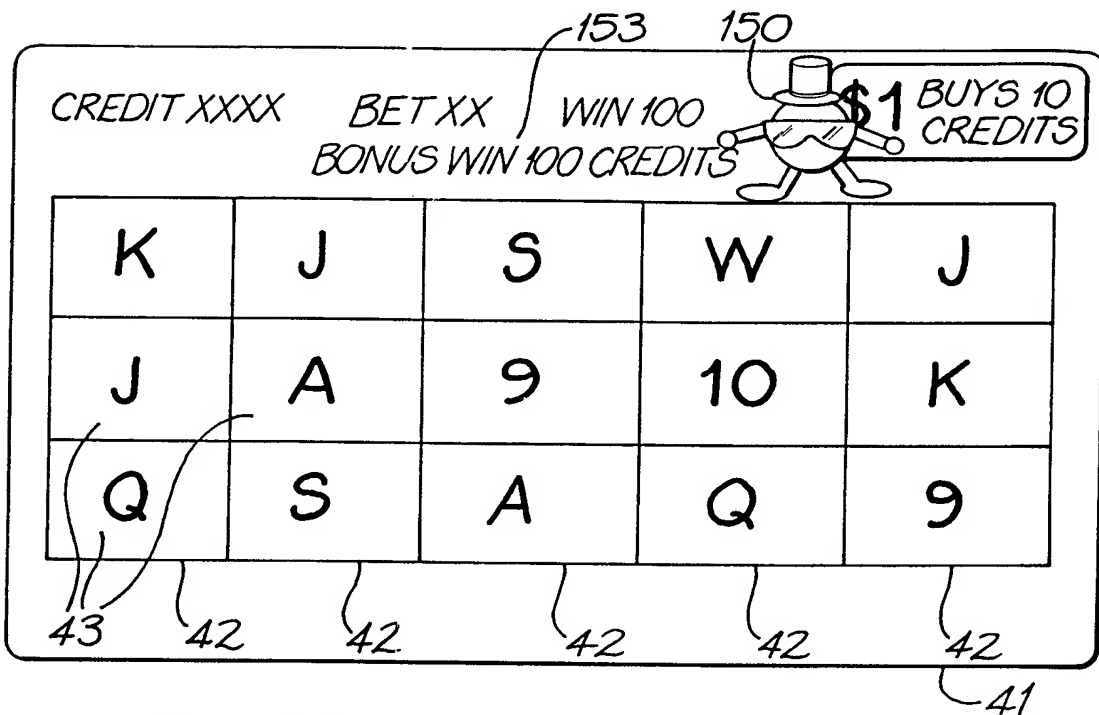 153 150
CREDIT XXXX BET XX WIN 100 $1 BUYS 10
CREDITS
BONUS WIN 100 CREDITS
K J S W J
J A 9 10 K
Q S A Q 9
43 42 42 42 42 42
41